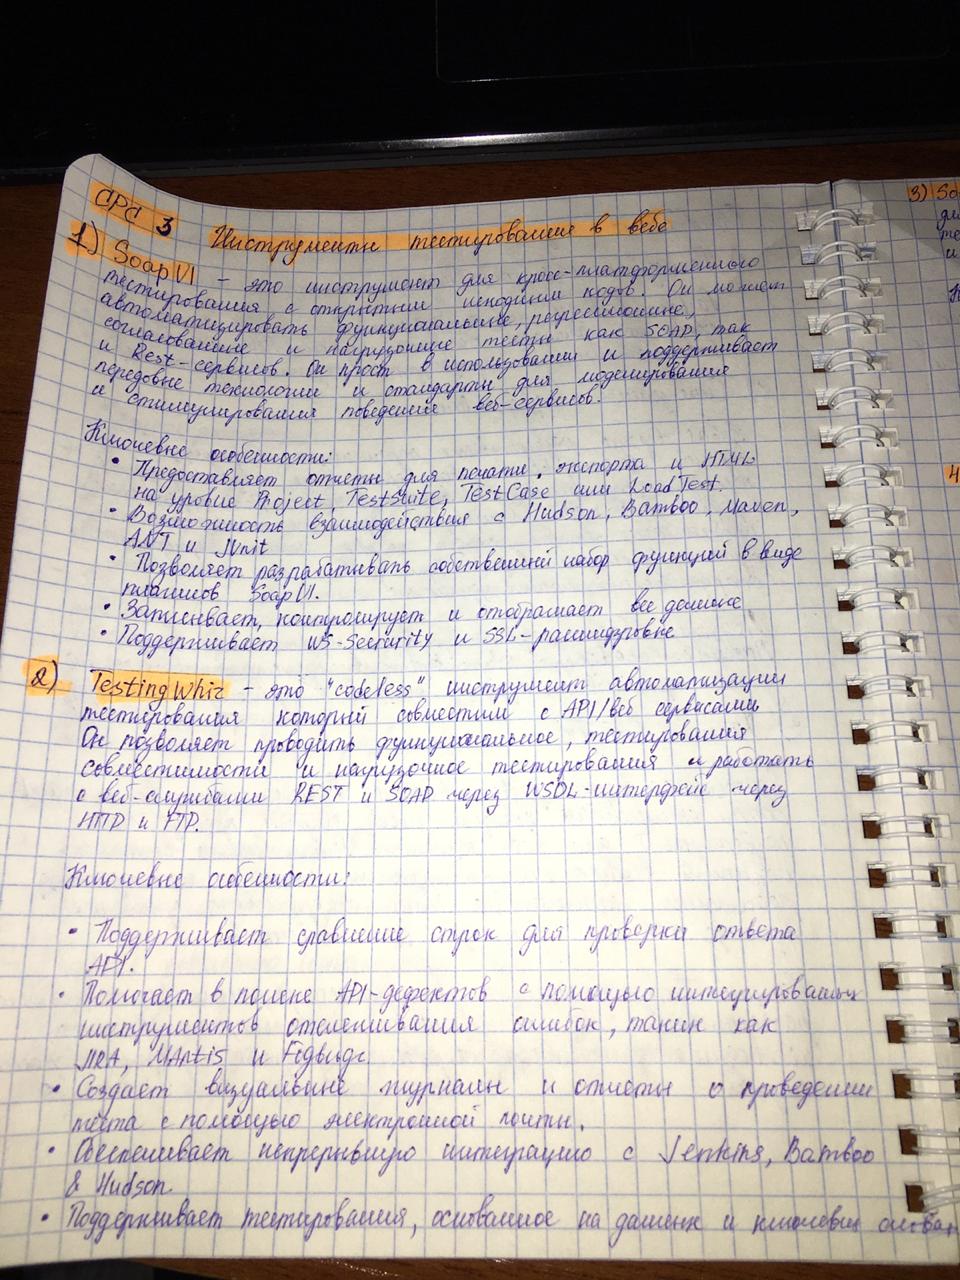 СРС 3 Инструменты тестирования в вебе
1) SoapUI - это инструмент для кросс-платформенного
тестирования с открытым исходным кодов. Он может
автоматизировать функциональные, регрессионные,
согласование и нагрузочные тесты как SOAP, так
и Rest-сервисов. Он прост в использовании и поддерживает
передовые технологии и стандарты для моделирования
и стимулирования поведение веб-сервисов.
Ключевые особенности:
• Предоставляет отчеты для печати, экспорта и HTML
на уровне Project, TestSuite, TestCase или LoadTest.
• Возможность взаимодействия с Hudson, Bamboo, Maven,
ANT и JUnit
• Позволяет разрабатывать собственный набор функций в виде
плагинов SoapUI.
• Записывает, контролирует и отображает все данные
• Поддерживает WS-Security и SSL-расшифровке
2) TestingWhiz - это "codeless" инструмент автоматизации
тестирования который совместим с API/веб сервисами
Он позволяет проводить функциональное, тестирования
совместимости и нагрузочное тестирования и работать
с веб-службами REST и SOAP через WSDL-интерфейс через
HTTP и FTP.
Ключевые особенности:
• Поддерживает сравнение строк для проверки ответа
API.
• Помогает в поиске API-дефектов с помощью интегрированных
инструментов отслеживания ошибок, таких как
JIRA, Mantis и
• Создает визуальные журналы и отчеты о проведении
теста с помощью электронной почты.
• Обеспечивает непрерывную интеграцию с Jenkins, Bamboo
& Hudson
• Поддерживает тестирования, основанное на данных и ключевых словах
3) So
4